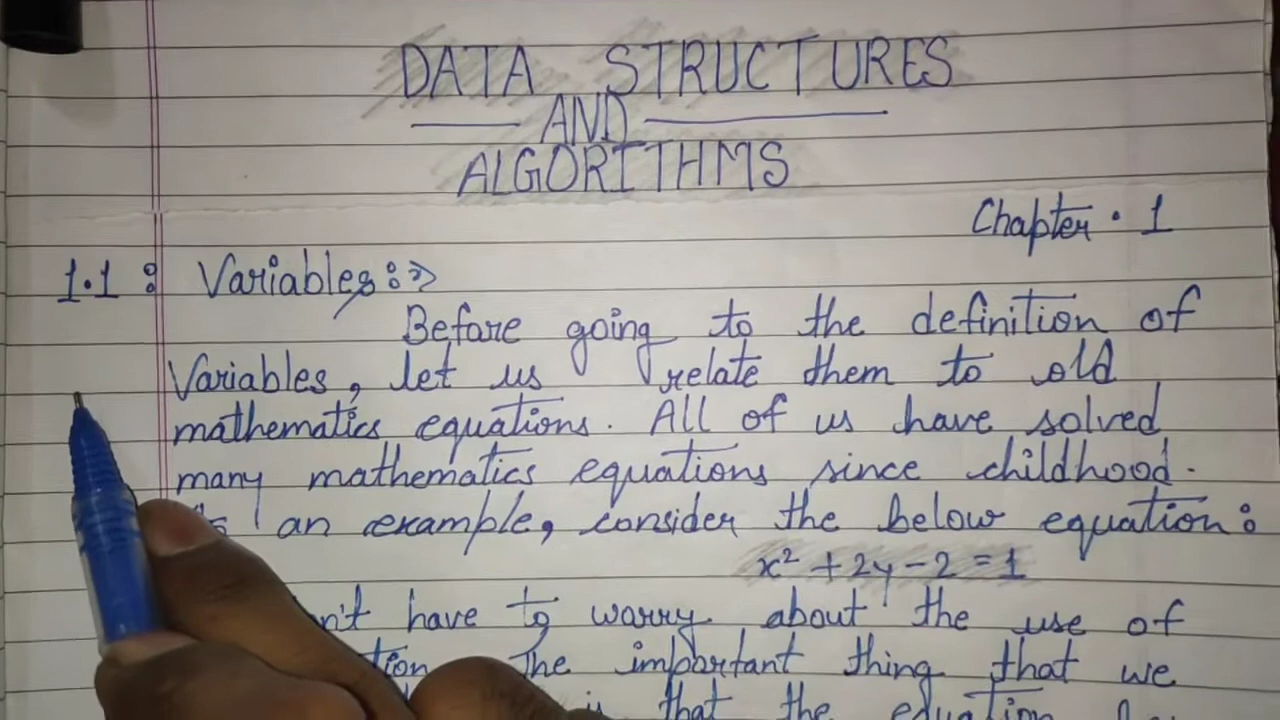 DATA STRUCTURES
AND
ALGORITHMS
Chapter . 1
1.1 : Variables :⇒
Before going to the definition of
Variables, let us relate them to old
mathematics equations. All of us have solved
many mathematics equations since childhood.
an example, consider the below equation:
x² + 2y - 2 = 1
n't have to worry about the use of
tion. The important thing that we
is that the equation